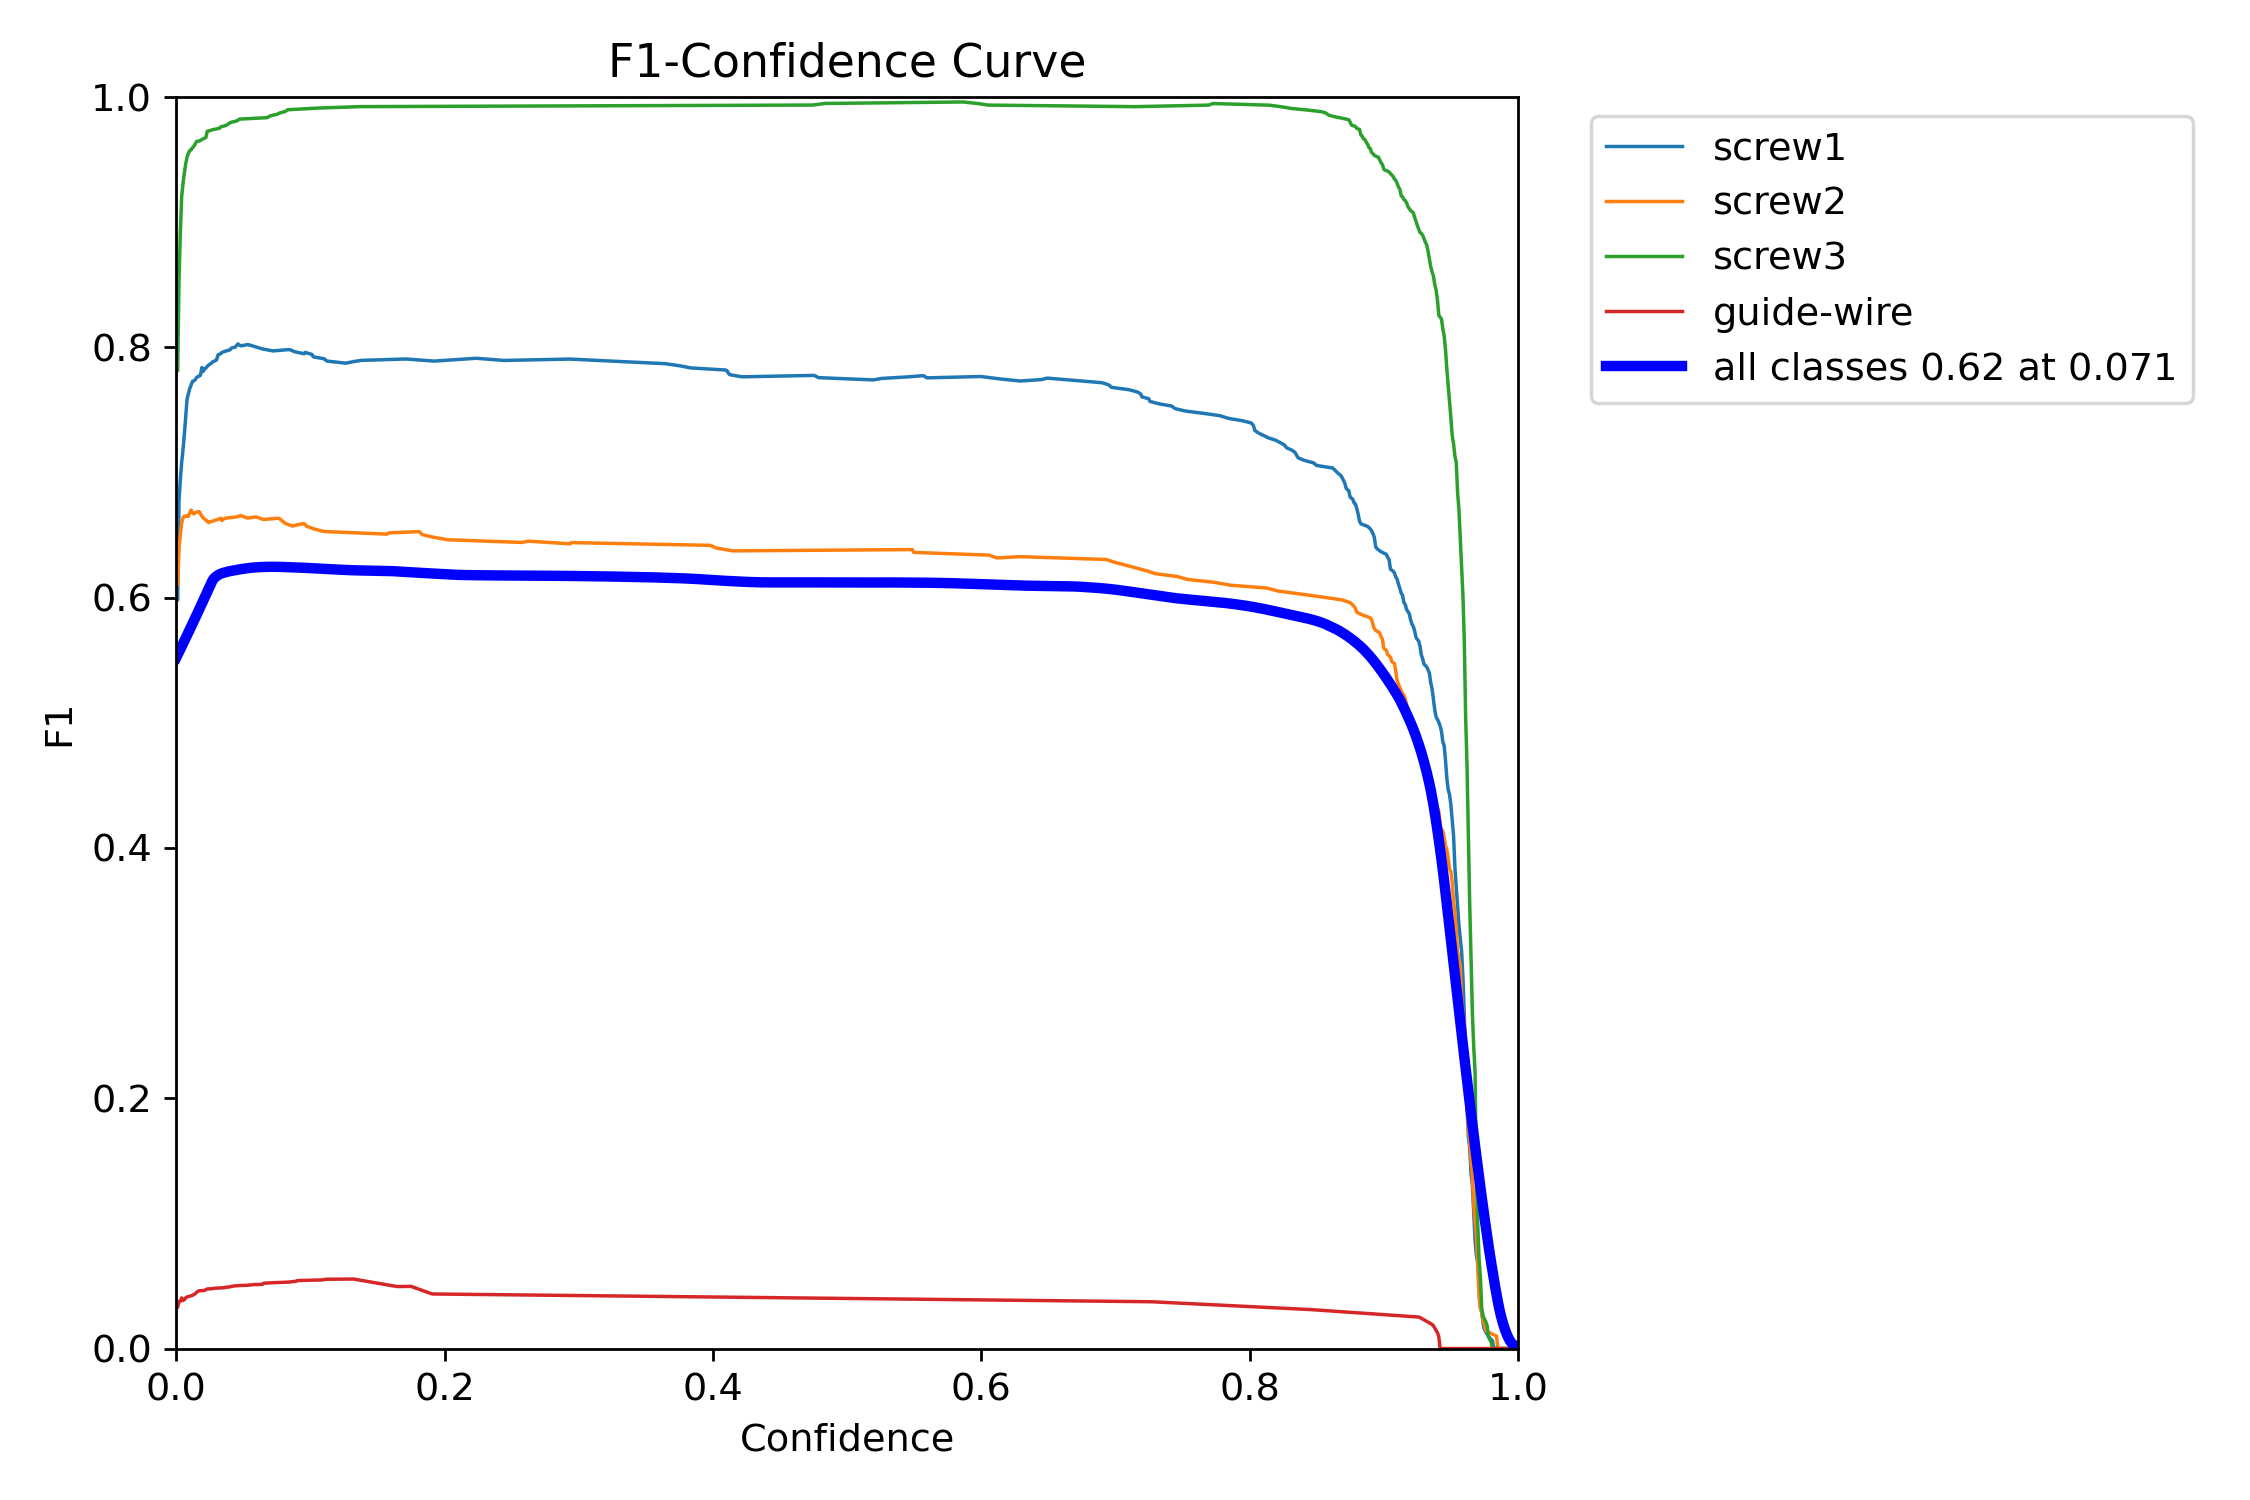 F1-Confidence Curve
1.0
0.8
0.6
0.4
0.2
0.0
F1
0.0 0.2 0.4 0.6 0.8 1.0
Confidence
screw1
screw2
screw3
guide-wire
all classes 0.62 at 0.071